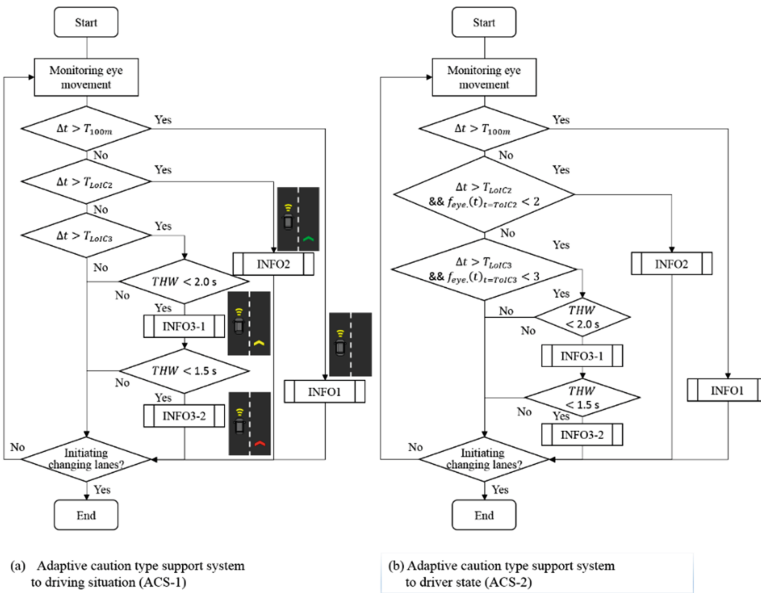 Start
Monitoring eye
movement
Δt > T100m
Yes
No
Δt > TLoIC2
Yes
No
Δt > TLoIC3
Yes
No
INFO2
THW < 2.0 s
No
Yes
INFO3-1
THW < 1.5 s
No
Yes
INFO1
INFO3-2
No
Initiating
changing lanes?
Yes
End
(a) Adaptive caution type support system
to driving situation (ACS-1)
Start
Monitoring eye
movement
Δt > T100m
Yes
No
Δt > TLoIC2
&& feye.(t)t=ToIC2 < 2
Yes
No
Δt > TLoIC3
&& feye.(t)t=ToIC3 < 3
Yes
INFO2
No
Yes
THW
< 2.0 s
No
INFO3-1
THW
< 1.5 s
No
Yes
INFO1
INFO3-2
No
Initiating
changing lanes?
Yes
End
(b) Adaptive caution type support system
to driver state (ACS-2)